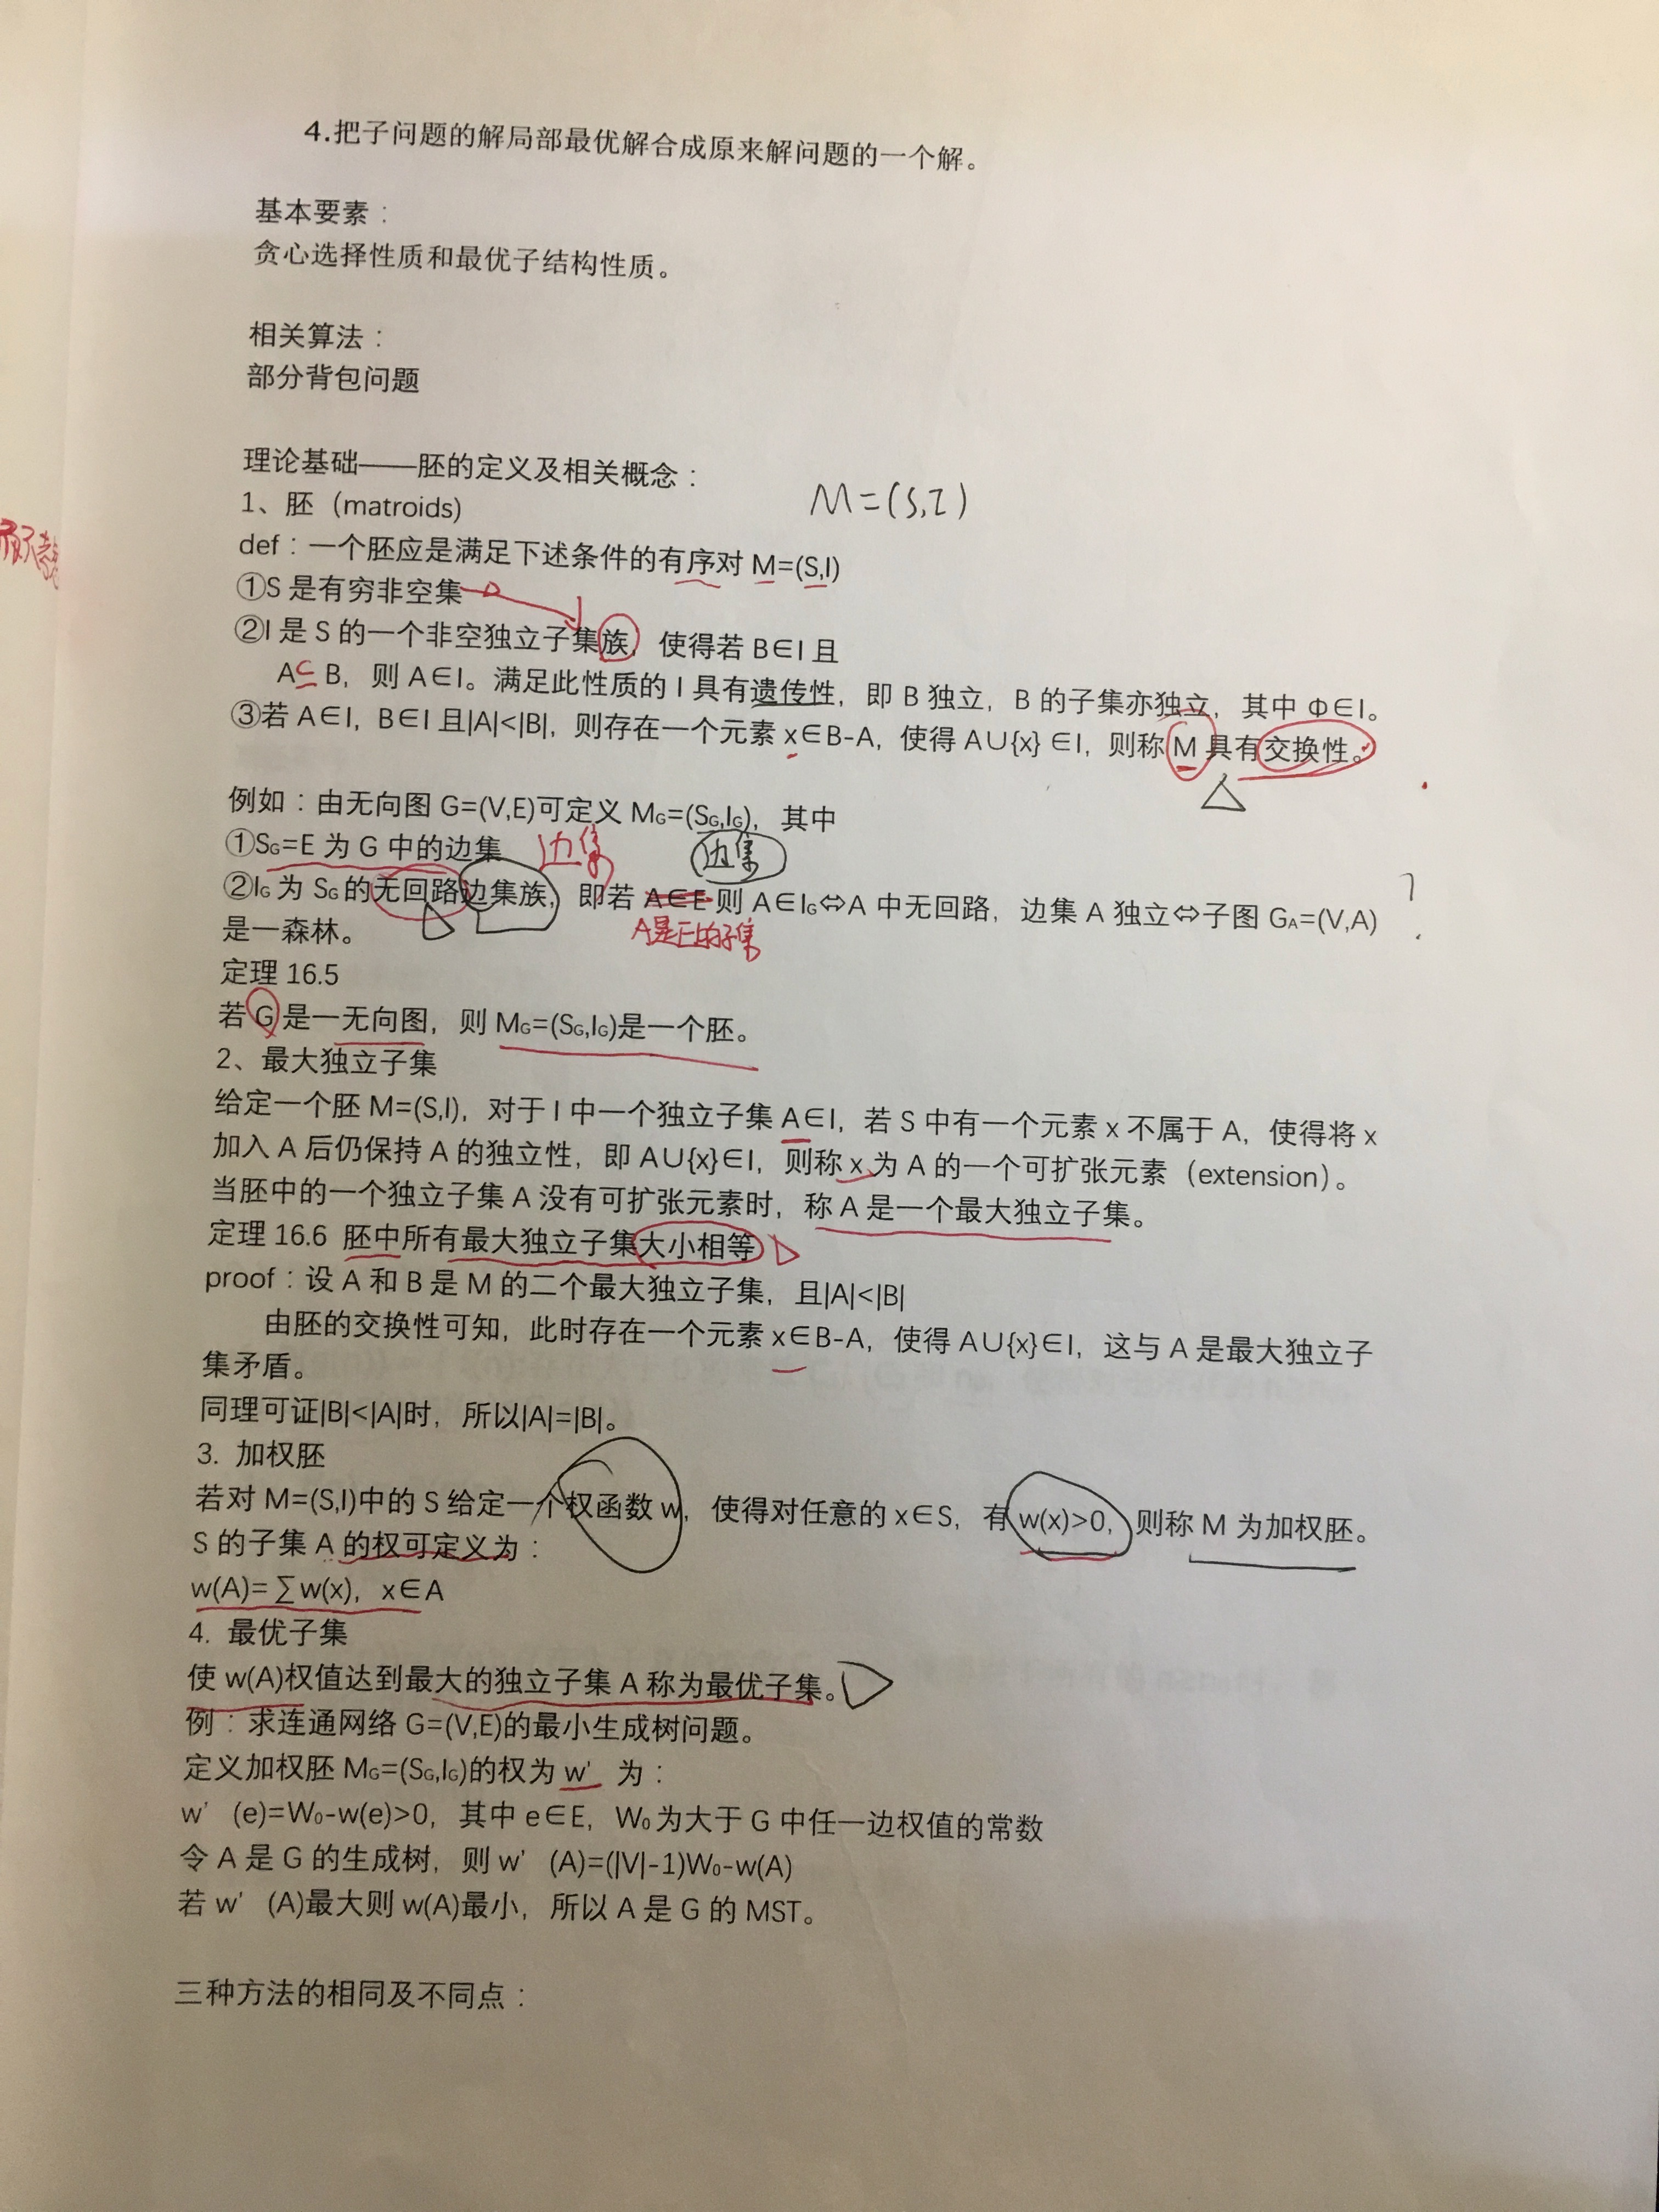 4.把子问题的解局部最优解合成原来解问题的一个解。
基本要素：
贪心选择性质和最优子结构性质。
相关算法：
部分背包问题
理论基础——胚的定义及相关概念：
1、胚（matroids)
M=(S,I)
def：一个胚应是满足下述条件的有序对 M=(S,I)
①S 是有穷非空集
②I 是 S 的一个非空独立子集族，使得若 B∈I 且
A⊆B，则 A∈I。满足此性质的 I 具有遗传性，即 B 独立，B 的子集亦独立，其中 Φ∈I。
③若 A∈I，B∈I 且|A|<|B|，则存在一个元素 x∈B-A，使得 A∪{x} ∈I，则称 M 具有交换性。
例如：由无向图 G=(V,E)可定义 MG=(SG,IG)，其中
①SG=E 为 G 中的边集
边集
边集
②IG 为 SG 的无回路边集族，即若 A∈E 则 A∈IG⇔A 中无回路，边集 A 独立⇔子图 GA=(V,A)
A是E的子集
是一森林。
定理 16.5
若 G 是一无向图，则 MG=(SG,IG)是一个胚。
2、最大独立子集
给定一个胚 M=(S,I)，对于 I 中一个独立子集 A∈I，若 S 中有一个元素 x 不属于 A，使得将 x
加入 A 后仍保持 A 的独立性，即 A∪{x}∈I，则称 x 为 A 的一个可扩张元素（extension)。
当胚中的一个独立子集 A 没有可扩张元素时，称 A 是一个最大独立子集。
定理 16.6 胚中所有最大独立子集大小相等
proof：设 A 和 B 是 M 的二个最大独立子集，且|A|<|B|
由胚的交换性可知，此时存在一个元素 x∈B-A，使得 A∪{x}∈I，这与 A 是最大独立子
集矛盾。
同理可证|B|<|A|时，所以|A|=|B|。
3. 加权胚
若对 M=(S,I)中的 S 给定一个权函数 w，使得对任意的 x∈S，有 w(x)>0，则称 M 为加权胚。
S 的子集 A 的权可定义为：
w(A)=∑w(x)，x∈A
4. 最优子集
使 w(A)权值达到最大的独立子集 A 称为最优子集。
例：求连通网络 G=(V,E)的最小生成树问题。
定义加权胚 MG=(SG,IG)的权为 w' 为：
w'(e)=W0-w(e)>0，其中 e∈E，W0 为大于 G 中任一边权值的常数
令 A 是 G 的生成树，则 w'(A)=(|V|-1)W0-w(A)
若 w'(A)最大则 w(A)最小，所以 A 是 G 的 MST。
三种方法的相同及不同点：